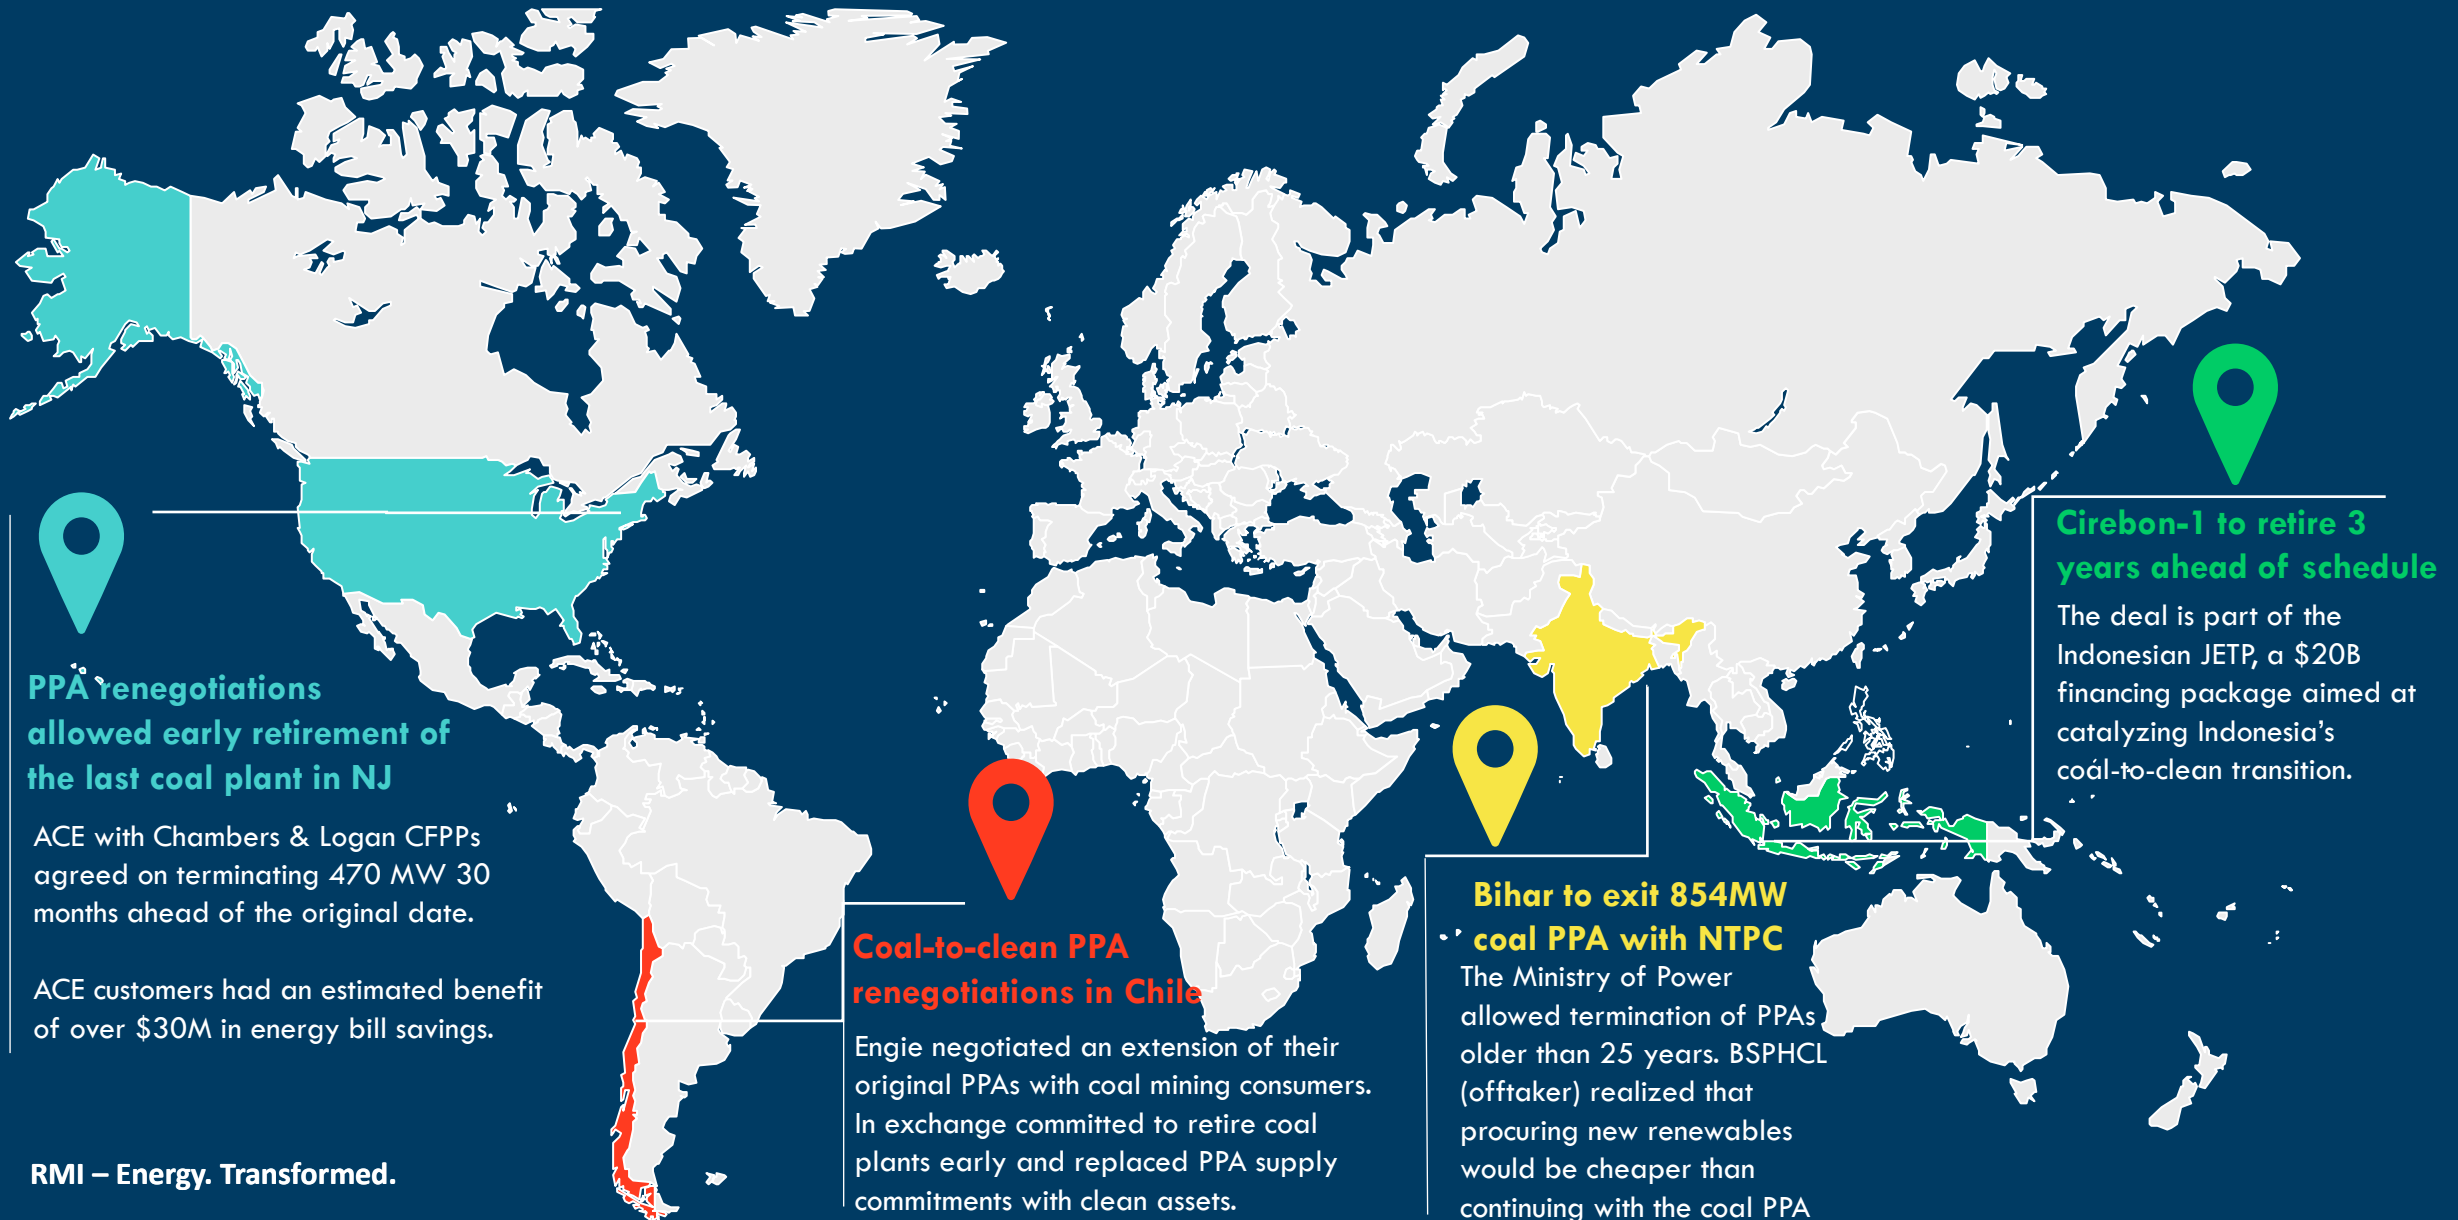 PPA renegotiations
allowed early retirement of
the last coal plant in NJ
ACE with Chambers & Logan CFPPs
agreed on terminating 470 MW 30
months ahead of the original date.
ACE customers had an estimated benefit
of over $30M in energy bill savings.
Coal-to-clean PPA
renegotiations in Chile
Engie negotiated an extension of their
original PPAs with coal mining consumers.
In exchange committed to retire coal
plants early and replaced PPA supply
commitments with clean assets.
Bihar to exit 854MW
coal PPA with NTPC
The Ministry of Power
allowed termination of PPAs
older than 25 years. BSPHCL
(offtaker) realized that
procuring new renewables
would be cheaper than
continuing with the coal PPA
Cirebon-1 to retire 3
years ahead of schedule
The deal is part of the
Indonesian JETP, a $20B
financing package aimed at
catalyzing Indonesia’s
coal-to-clean transition.
RMI – Energy. Transformed.